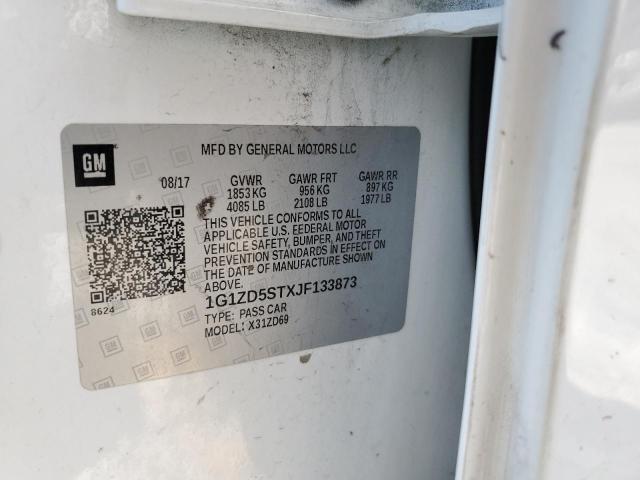 GM
MFD BY GENERAL MOTORS LLC
08/17 GVWR GAWR FRT GAWR RR
1853 KG 956 KG 897 KG
4085 LB 2108 LB 1977 LB
THIS VEHICLE CONFORMS TO ALL
APPLICABLE U.S. FEDERAL MOTOR
VEHICLE SAFETY, BUMPER, AND THEFT
PREVENTION STANDARDS IN EFFECT ON
THE DATE OF MANUFACTURE SHOWN
ABOVE.
8624
1G1ZD5STXJF133873
TYPE: PASS CAR
MODEL: X31ZD69